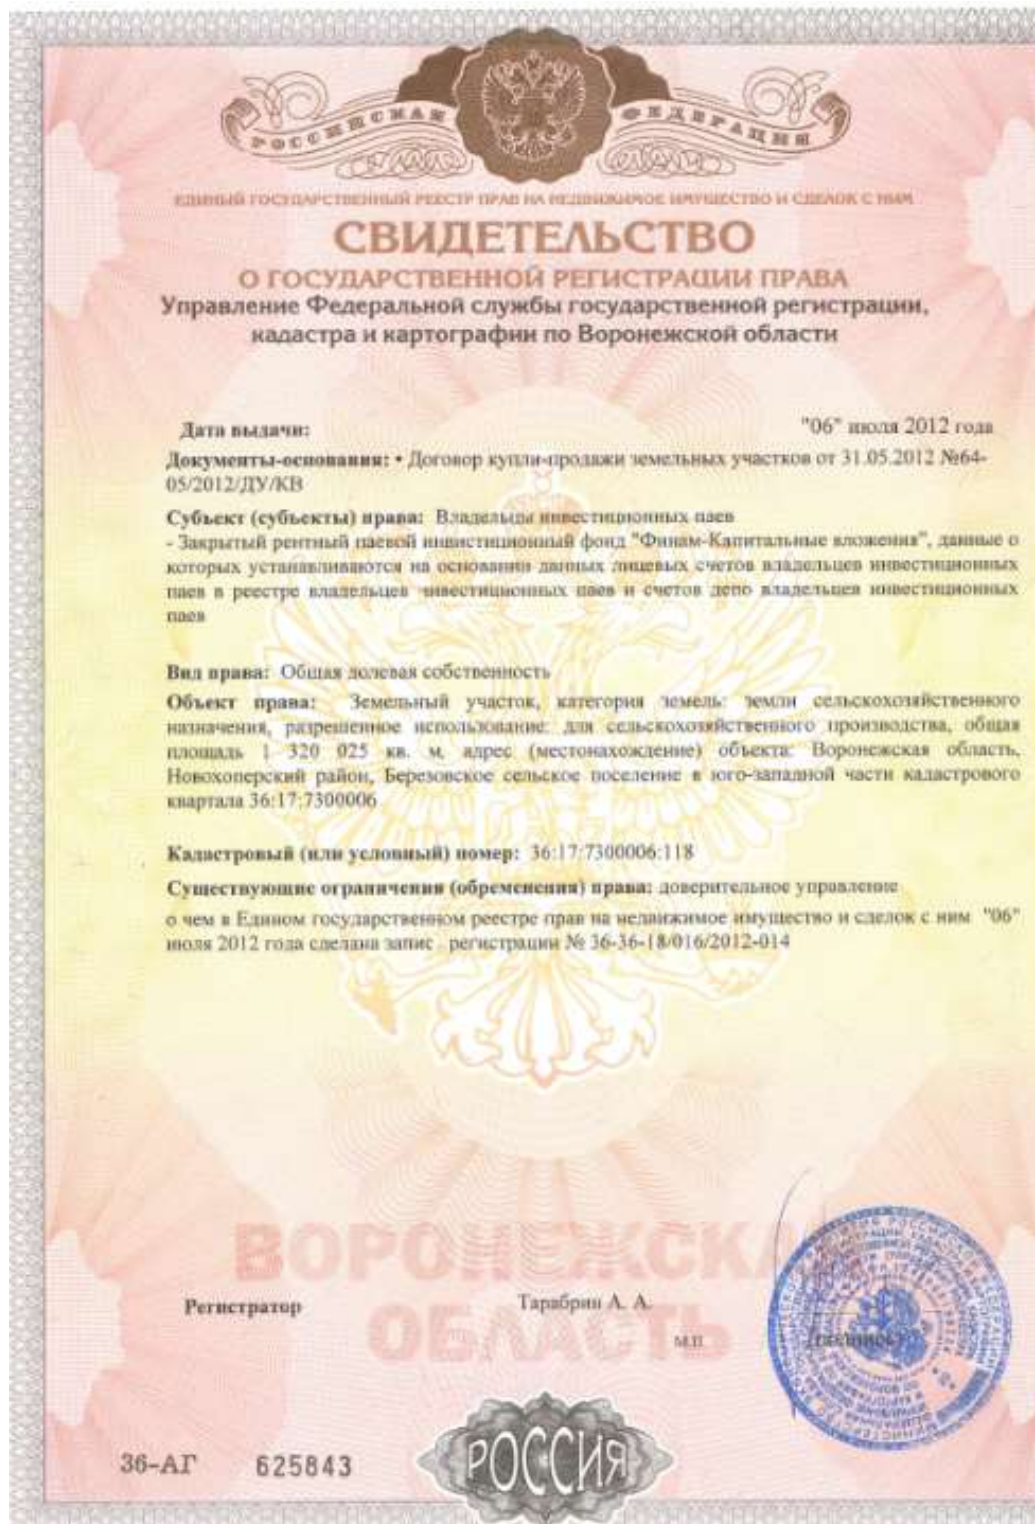 РОССИЙСКАЯ ФЕДЕРАЦИЯ
ЕДИНЫЙ ГОСУДАРСТВЕННЫЙ РЕЕСТР ПРАВ НА НЕДВИЖИМОЕ ИМУЩЕСТВО И СДЕЛОК С НИМ
СВИДЕТЕЛЬСТВО
О ГОСУДАРСТВЕННОЙ РЕГИСТРАЦИИ ПРАВА
Управление Федеральной службы государственной регистрации,
кадастра и картографии по Воронежской области
Дата выдачи: "06" июля 2012 года
Документы-основания: • Договор купли-продажи земельных участков от 31.05.2012 №64-
05/2012/ДУ/КВ
Субъект (субъекты) права: Владельцы инвестиционных паев
- Закрытый рентный паевой инвистиционный фонд "Финам-Капитальные вложения", данные о
которых устанавливаются на основании данных лицевых счетов владельцев инвестиционных
паев в реестре владельцев инвестиционных паев и счетов депо владельцев инвестиционных
паев
Вид права: Общая долевая собственность
Объект права: Земельный участок, категория земель: земли сельскохозяйственного
назначения, разрешенное использование: для сельскохозяйственного производства, общая
площадь 1 320 025 кв. м, адрес (местонахождение) объекта: Воронежская область,
Новохоперский район, Березовское сельское поселение в юго-западной части кадастрового
квартала 36:17:7300006
Кадастровый (или условный) номер: 36:17:7300006:118
Существующие ограничения (обременения) права: доверительное управление
о чем в Едином государственном реестре прав на недвижимое имущество и сделок с ним "06"
июля 2012 года сделана запис регистрации № 36-36-18/016/2012-014
ВОРОНЕЖСКАЯ
ОБЛАСТЬ
Регистратор Тарабрин А. А.
М.П. (подпись)
36-АГ 625843
РОССИЯ